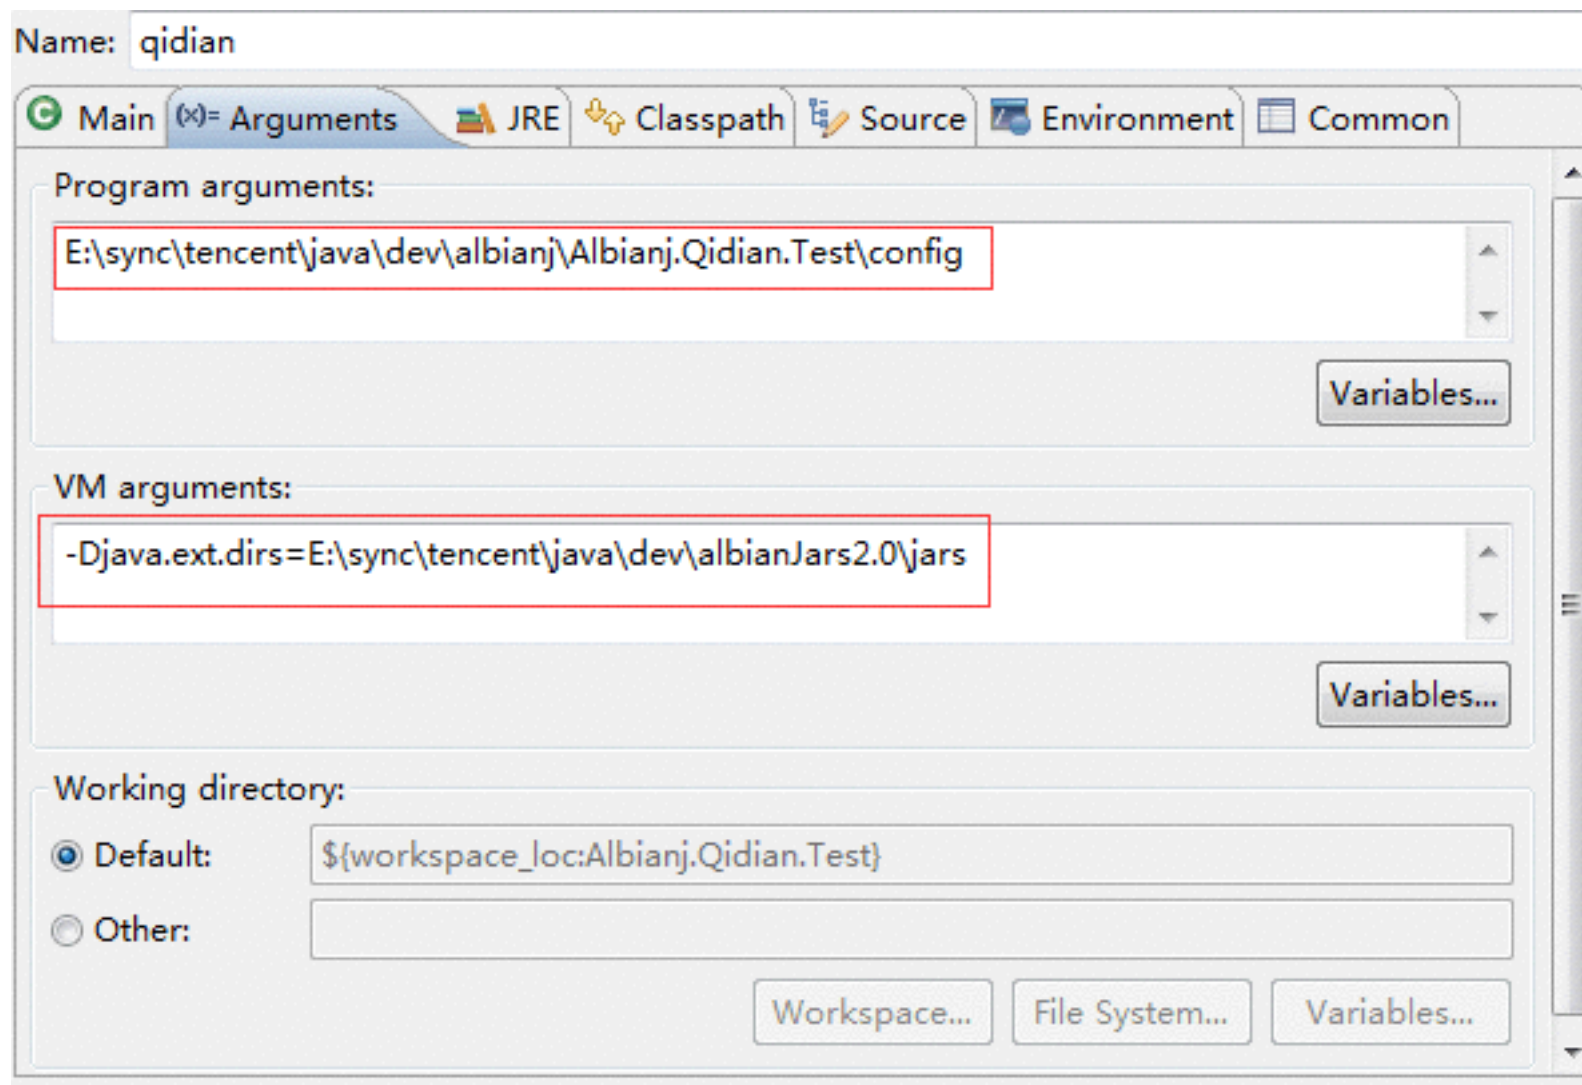 Name: qidian
Main (x)= Arguments JRE Classpath Source Environment Common
Program arguments:
E:\sync\tencent\java\dev\albianj\Albianj.Qidian.Test\config
Variables...
VM arguments:
-Djava.ext.dirs=E:\sync\tencent\java\dev\albianJars2.0\jars
Variables...
Working directory:
Default: ${workspace_loc:Albianj.Qidian.Test}
Other:
Workspace... File System... Variables...